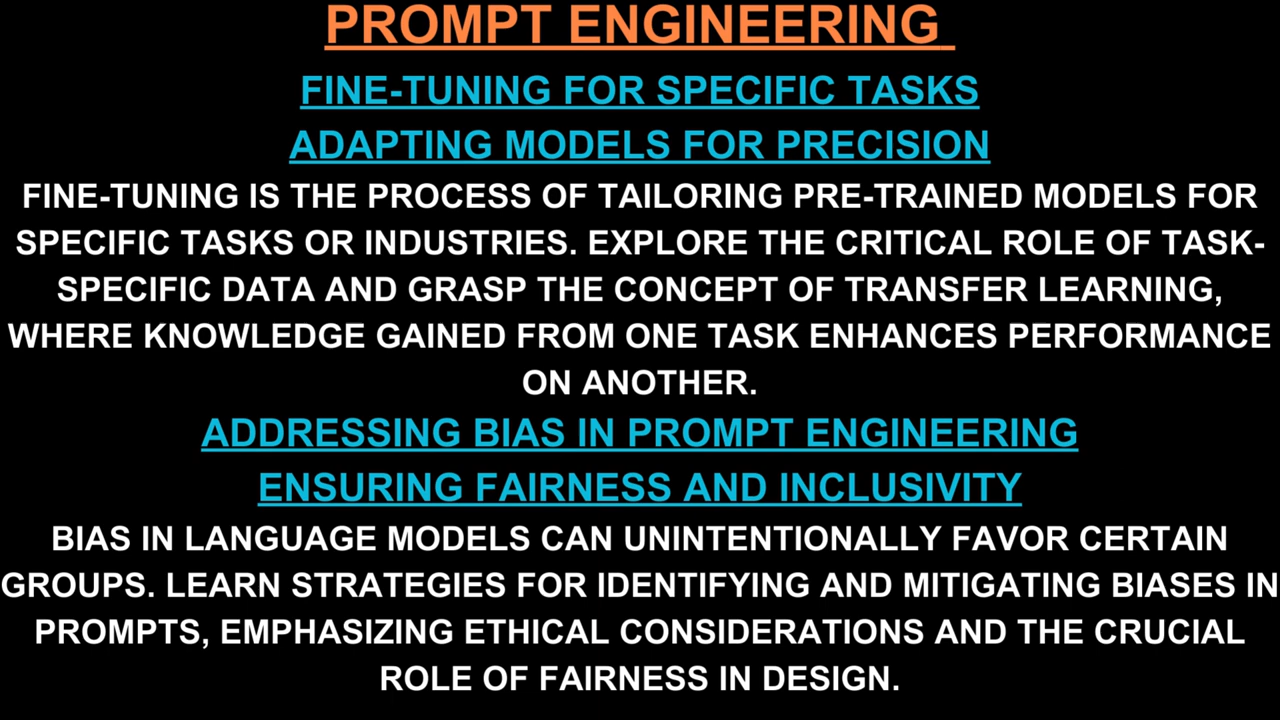 PROMPT ENGINEERING
FINE-TUNING FOR SPECIFIC TASKS
ADAPTING MODELS FOR PRECISION
FINE-TUNING IS THE PROCESS OF TAILORING PRE-TRAINED MODELS FOR
SPECIFIC TASKS OR INDUSTRIES. EXPLORE THE CRITICAL ROLE OF TASK-
SPECIFIC DATA AND GRASP THE CONCEPT OF TRANSFER LEARNING,
WHERE KNOWLEDGE GAINED FROM ONE TASK ENHANCES PERFORMANCE
ON ANOTHER.
ADDRESSING BIAS IN PROMPT ENGINEERING
ENSURING FAIRNESS AND INCLUSIVITY
BIAS IN LANGUAGE MODELS CAN UNINTENTIONALLY FAVOR CERTAIN
GROUPS. LEARN STRATEGIES FOR IDENTIFYING AND MITIGATING BIASES IN
PROMPTS, EMPHASIZING ETHICAL CONSIDERATIONS AND THE CRUCIAL
ROLE OF FAIRNESS IN DESIGN.